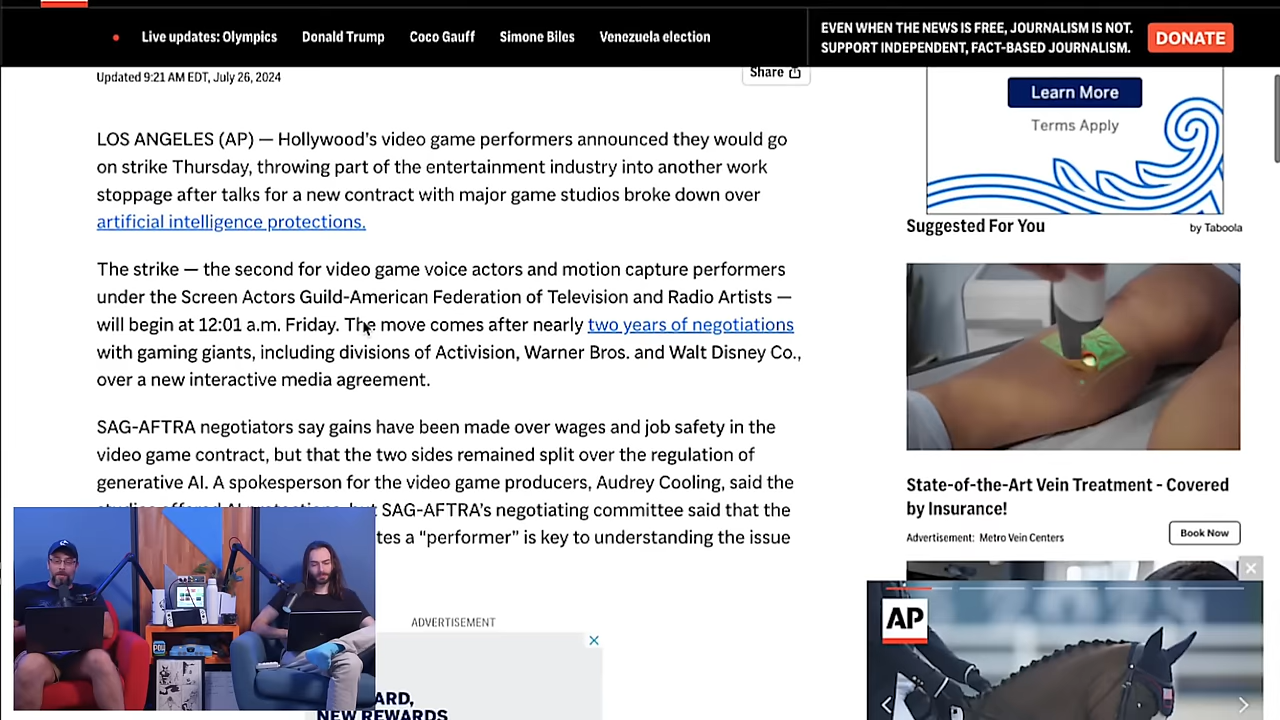 Live updates: Olympics Donald Trump Coco Gauff Simone Biles Venezuela election
EVEN WHEN THE NEWS IS FREE, JOURNALISM IS NOT.
SUPPORT INDEPENDENT, FACT-BASED JOURNALISM.
DONATE
Updated 9:21 AM EDT, July 26, 2024
Share
LOS ANGELES (AP) — Hollywood's video game performers announced they would go
on strike Thursday, throwing part of the entertainment industry into another work
stoppage after talks for a new contract with major game studios broke down over
artificial intelligence protections.
The strike — the second for video game voice actors and motion capture performers
under the Screen Actors Guild-American Federation of Television and Radio Artists —
will begin at 12:01 a.m. Friday. The move comes after nearly two years of negotiations
with gaming giants, including divisions of Activision, Warner Bros. and Walt Disney Co.,
over a new interactive media agreement.
SAG-AFTRA negotiators say gains have been made over wages and job safety in the
video game contract, but that the two sides remained split over the regulation of
generative AI. A spokesperson for the video game producers, Audrey Cooling, said the
SAG-AFTRA's negotiating committee said that the
tes a "performer" is key to understanding the issue
ADVERTISEMENT
ARD,
NEW REWARDS
Learn More
Terms Apply
Suggested For You
by Taboola
State-of-the-Art Vein Treatment - Covered
by Insurance!
Advertisement: Metro Vein Centers
Book Now
AP
POW